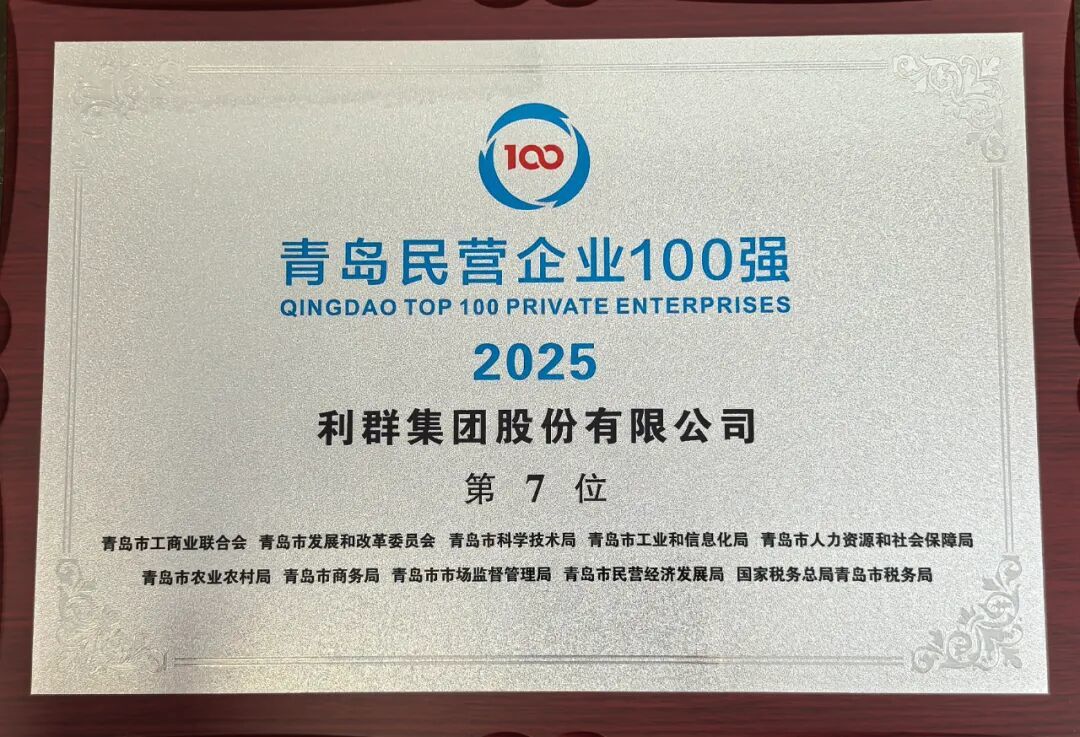 100
青岛民营企业100强
QINGDAO TOP 100 PRIVATE ENTERPRISES
2025
利群集团股份有限公司
第 7 位
青岛市工商业联合会 青岛市发展和改革委员会 青岛市科学技术局 青岛市工业和信息化局 青岛市人力资源和社会保障局
青岛市农业农村局 青岛市商务局 青岛市市场监督管理局 青岛市民营经济发展局 国家税务总局青岛市税务局